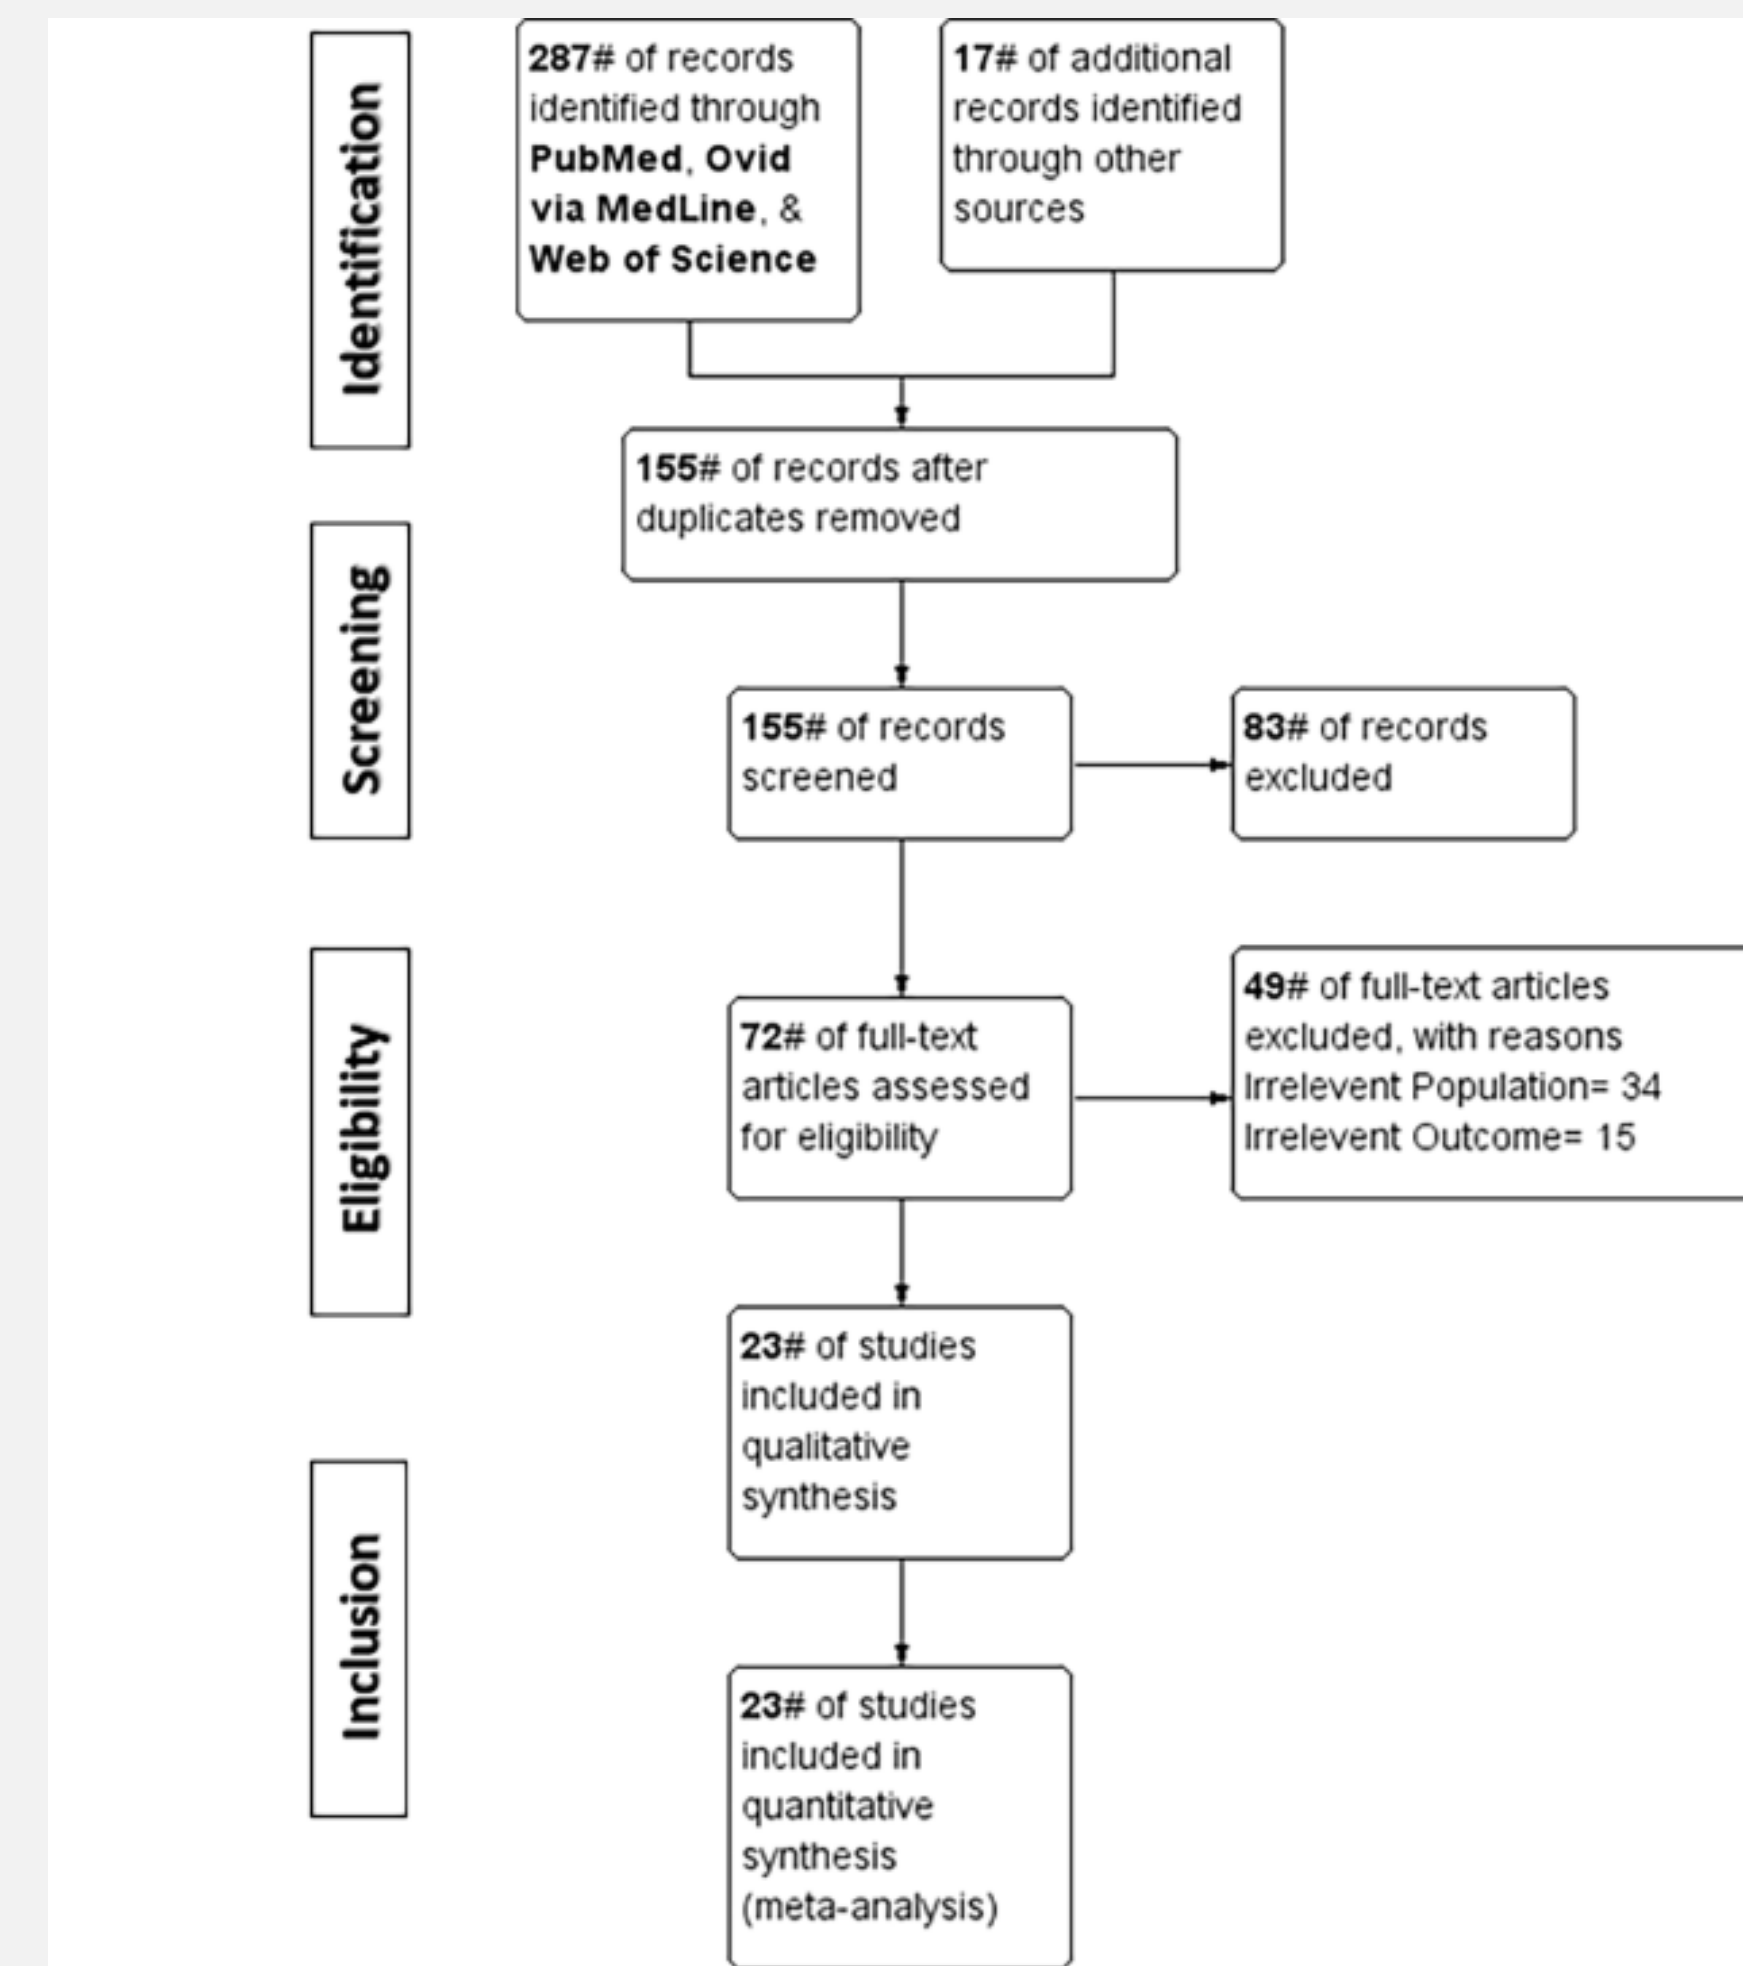 Identification
287# of records
identified through
PubMed, Ovid
via MedLine, &
Web of Science
17# of additional
records identified
through other
sources
155# of records after
duplicates removed
Screening
155# of records
screened
83# of records
excluded
Eligibility
72# of full-text
articles assessed
for eligibility
49# of full-text articles
excluded, with reasons
Irrelevent Population= 34
Irrelevent Outcome= 15
23# of studies
included in
qualitative
synthesis
Inclusion
23# of studies
included in
quantitative
synthesis
(meta-analysis)